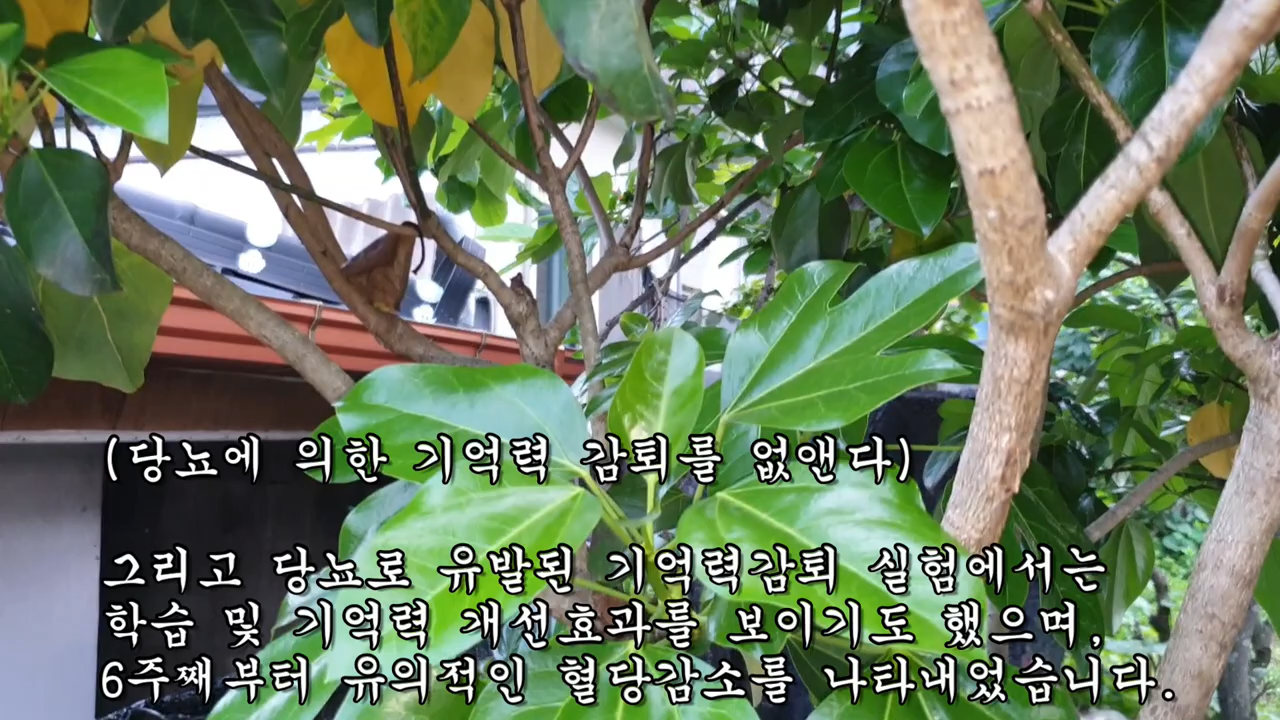 (당뇨에 의한 기억력 감퇴를 없앤다)
그리고 당뇨로 유발된 기억력감퇴 실험에서는
학습 및 기억력 개선효과를 보이기도 했으며,
6주째부터 유의적인 혈당감소를 나타내었습니다.